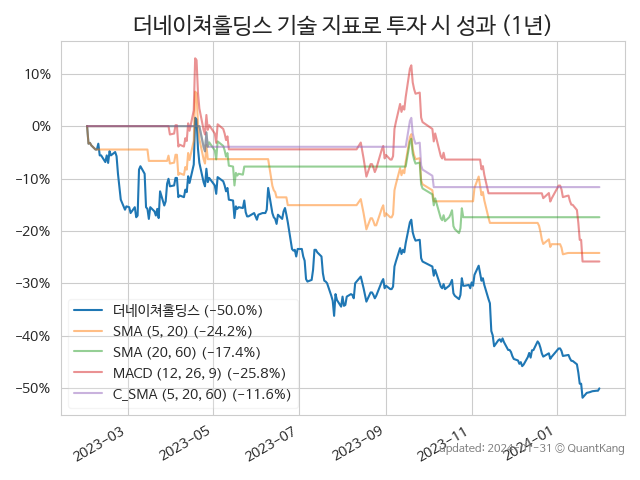 더네이쳐홀딩스 기술 지표로 투자 시 성과 (1년)
10%
0%
−10%
−20%
−30%
−40%
−50%
더네이쳐홀딩스 (−50.0%)
SMA (5, 20) (−24.2%)
SMA (20, 60) (−17.4%)
MACD (12, 26, 9) (−25.8%)
C_SMA (5, 20, 60) (−11.6%)
2023-03
2023-05
2023-07
2023-09
2023-11
2024-01
updated: 2024-01-31 © QuantKang